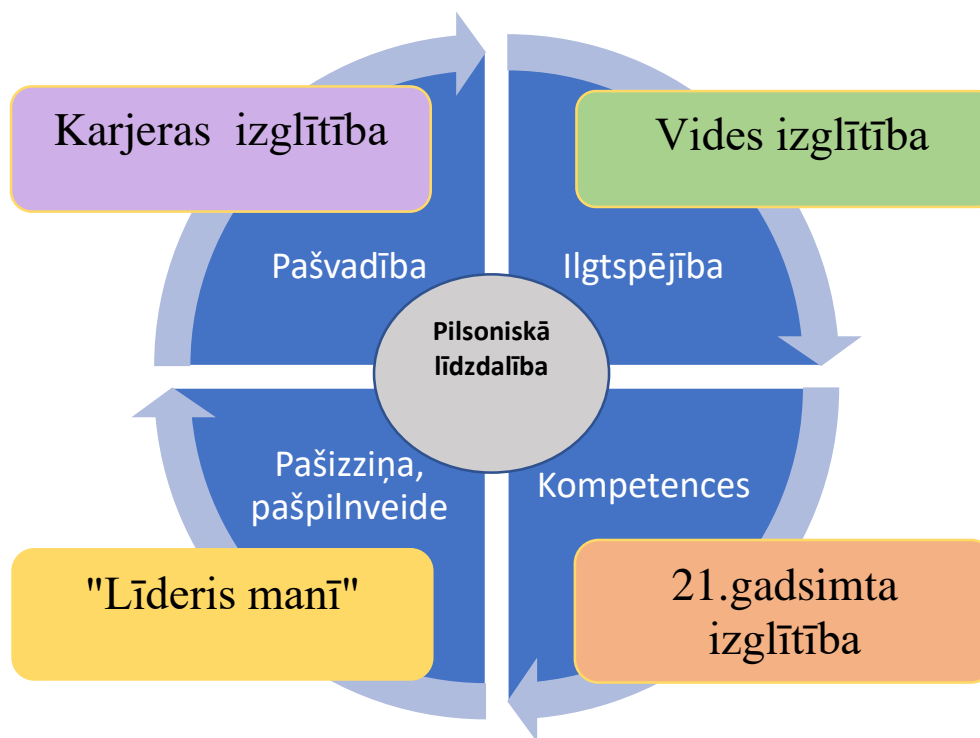 Karjeras izglītība
Vides izglītība
Pašvadība
Ilgtspējība
Pilsoniskā
līdzdalība
Pašizziņa,
pašpilnveide
Kompetences
"Līderis manī"
21.gadsimta
izglītība